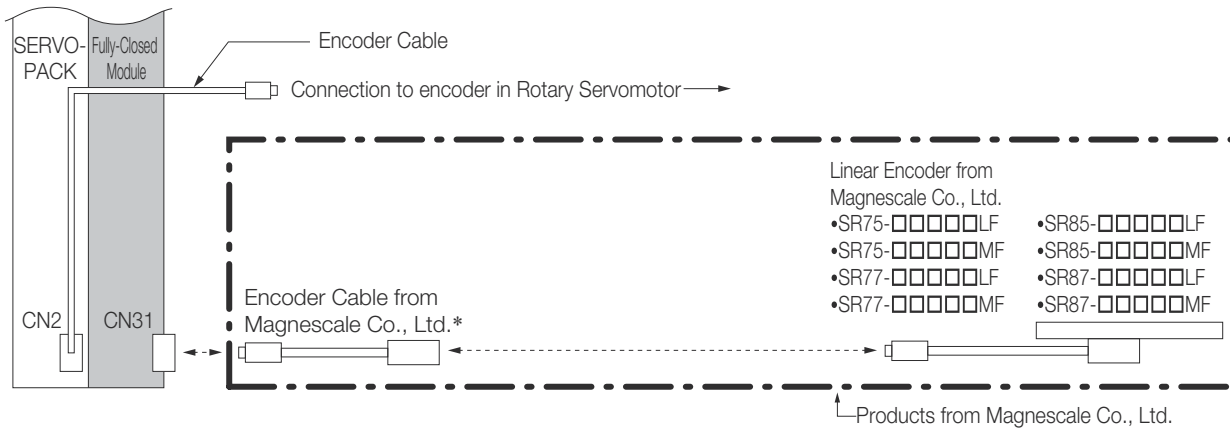 SERVO-
PACK
Fully-Closed
Module
Encoder Cable
Connection to encoder in Rotary Servomotor
Linear Encoder from
Magnescale Co., Ltd.
•SR75-□□□□□LF
•SR75-□□□□□MF
•SR77-□□□□□LF
•SR77-□□□□□MF
•SR85-□□□□□LF
•SR85-□□□□□MF
•SR87-□□□□□LF
•SR87-□□□□□MF
Encoder Cable from
Magnescale Co., Ltd.*
CN2
CN31
Products from Magnescale Co., Ltd.